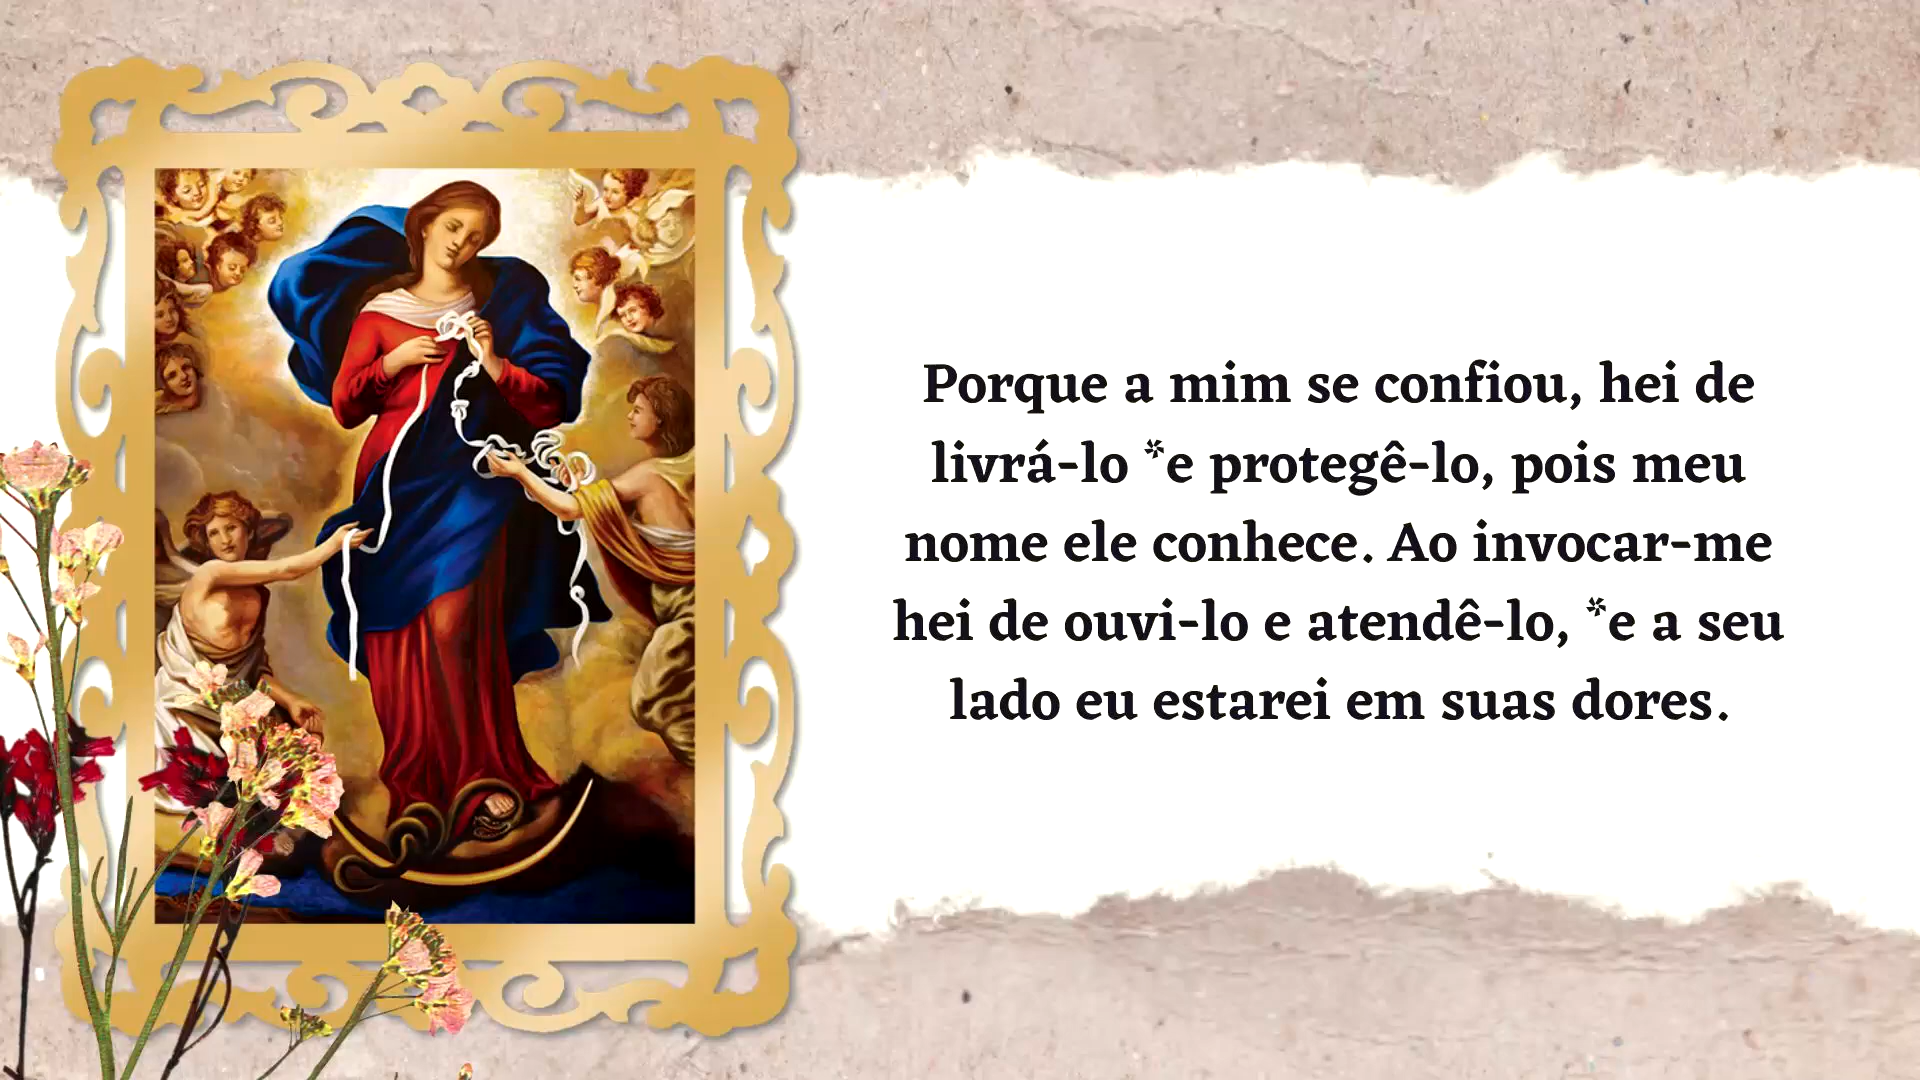 Porque a mim se confiou, hei de
livrá-lo *e protegê-lo, pois meu
nome ele conhece. Ao invocar-me
hei de ouvi-lo e atendê-lo, *e a seu
lado eu estarei em suas dores.